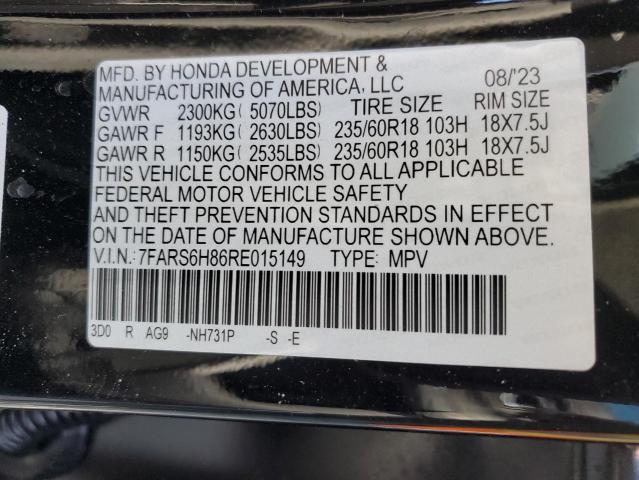 MFD. BY HONDA DEVELOPMENT &
MANUFACTURING OF AMERICA, LLC 08/'23
GVWR 2300KG( 5070LBS) TIRE SIZE RIM SIZE
GAWR F 1193KG( 2630LBS) 235/60R18 103H 18X7.5J
GAWR R 1150KG( 2535LBS) 235/60R18 103H 18X7.5J
THIS VEHICLE CONFORMS TO ALL APPLICABLE
FEDERAL MOTOR VEHICLE SAFETY
AND THEFT PREVENTION STANDARDS IN EFFECT
ON THE DATE OF MANUFACTURE SHOWN ABOVE.
V.I.N.: 7FARS6H86RE015149 TYPE: MPV
3D0 R AG9 -NH731P -S -E